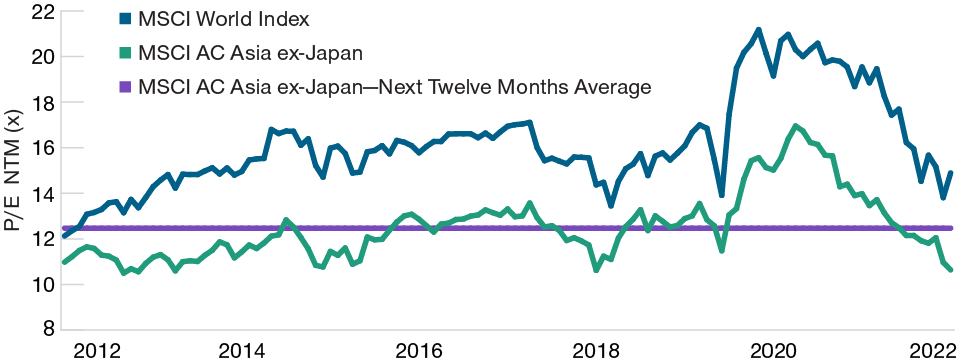 22
20
18
16
14
12
10
8
P/E NTM (x)
MSCI World Index
MSCI AC Asia ex-Japan
MSCI AC Asia ex-Japan—Next Twelve Months Average
2012 2014 2016 2018 2020 2022